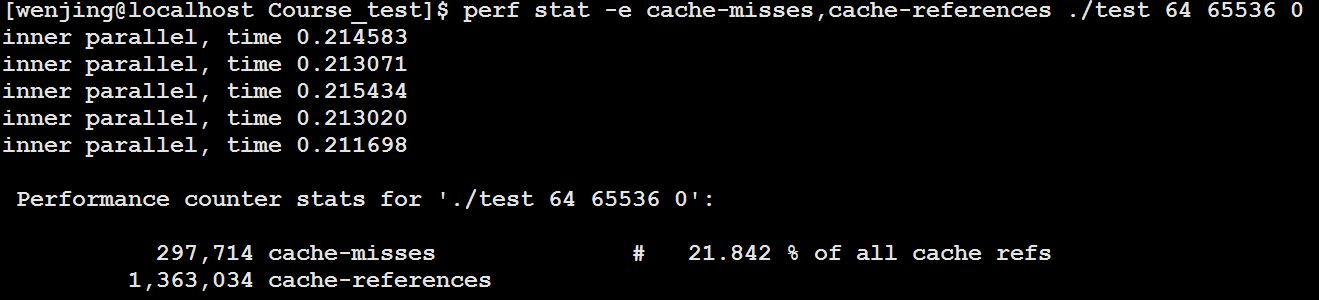 [wenjing@localhost Course_test]$ perf stat -e cache-misses,cache-references ./test 64 65536 0
inner parallel, time 0.214583
inner parallel, time 0.213071
inner parallel, time 0.215434
inner parallel, time 0.213020
inner parallel, time 0.211698
Performance counter stats for './test 64 65536 0':
297,714 cache-misses # 21.842 % of all cache refs
1,363,034 cache-references